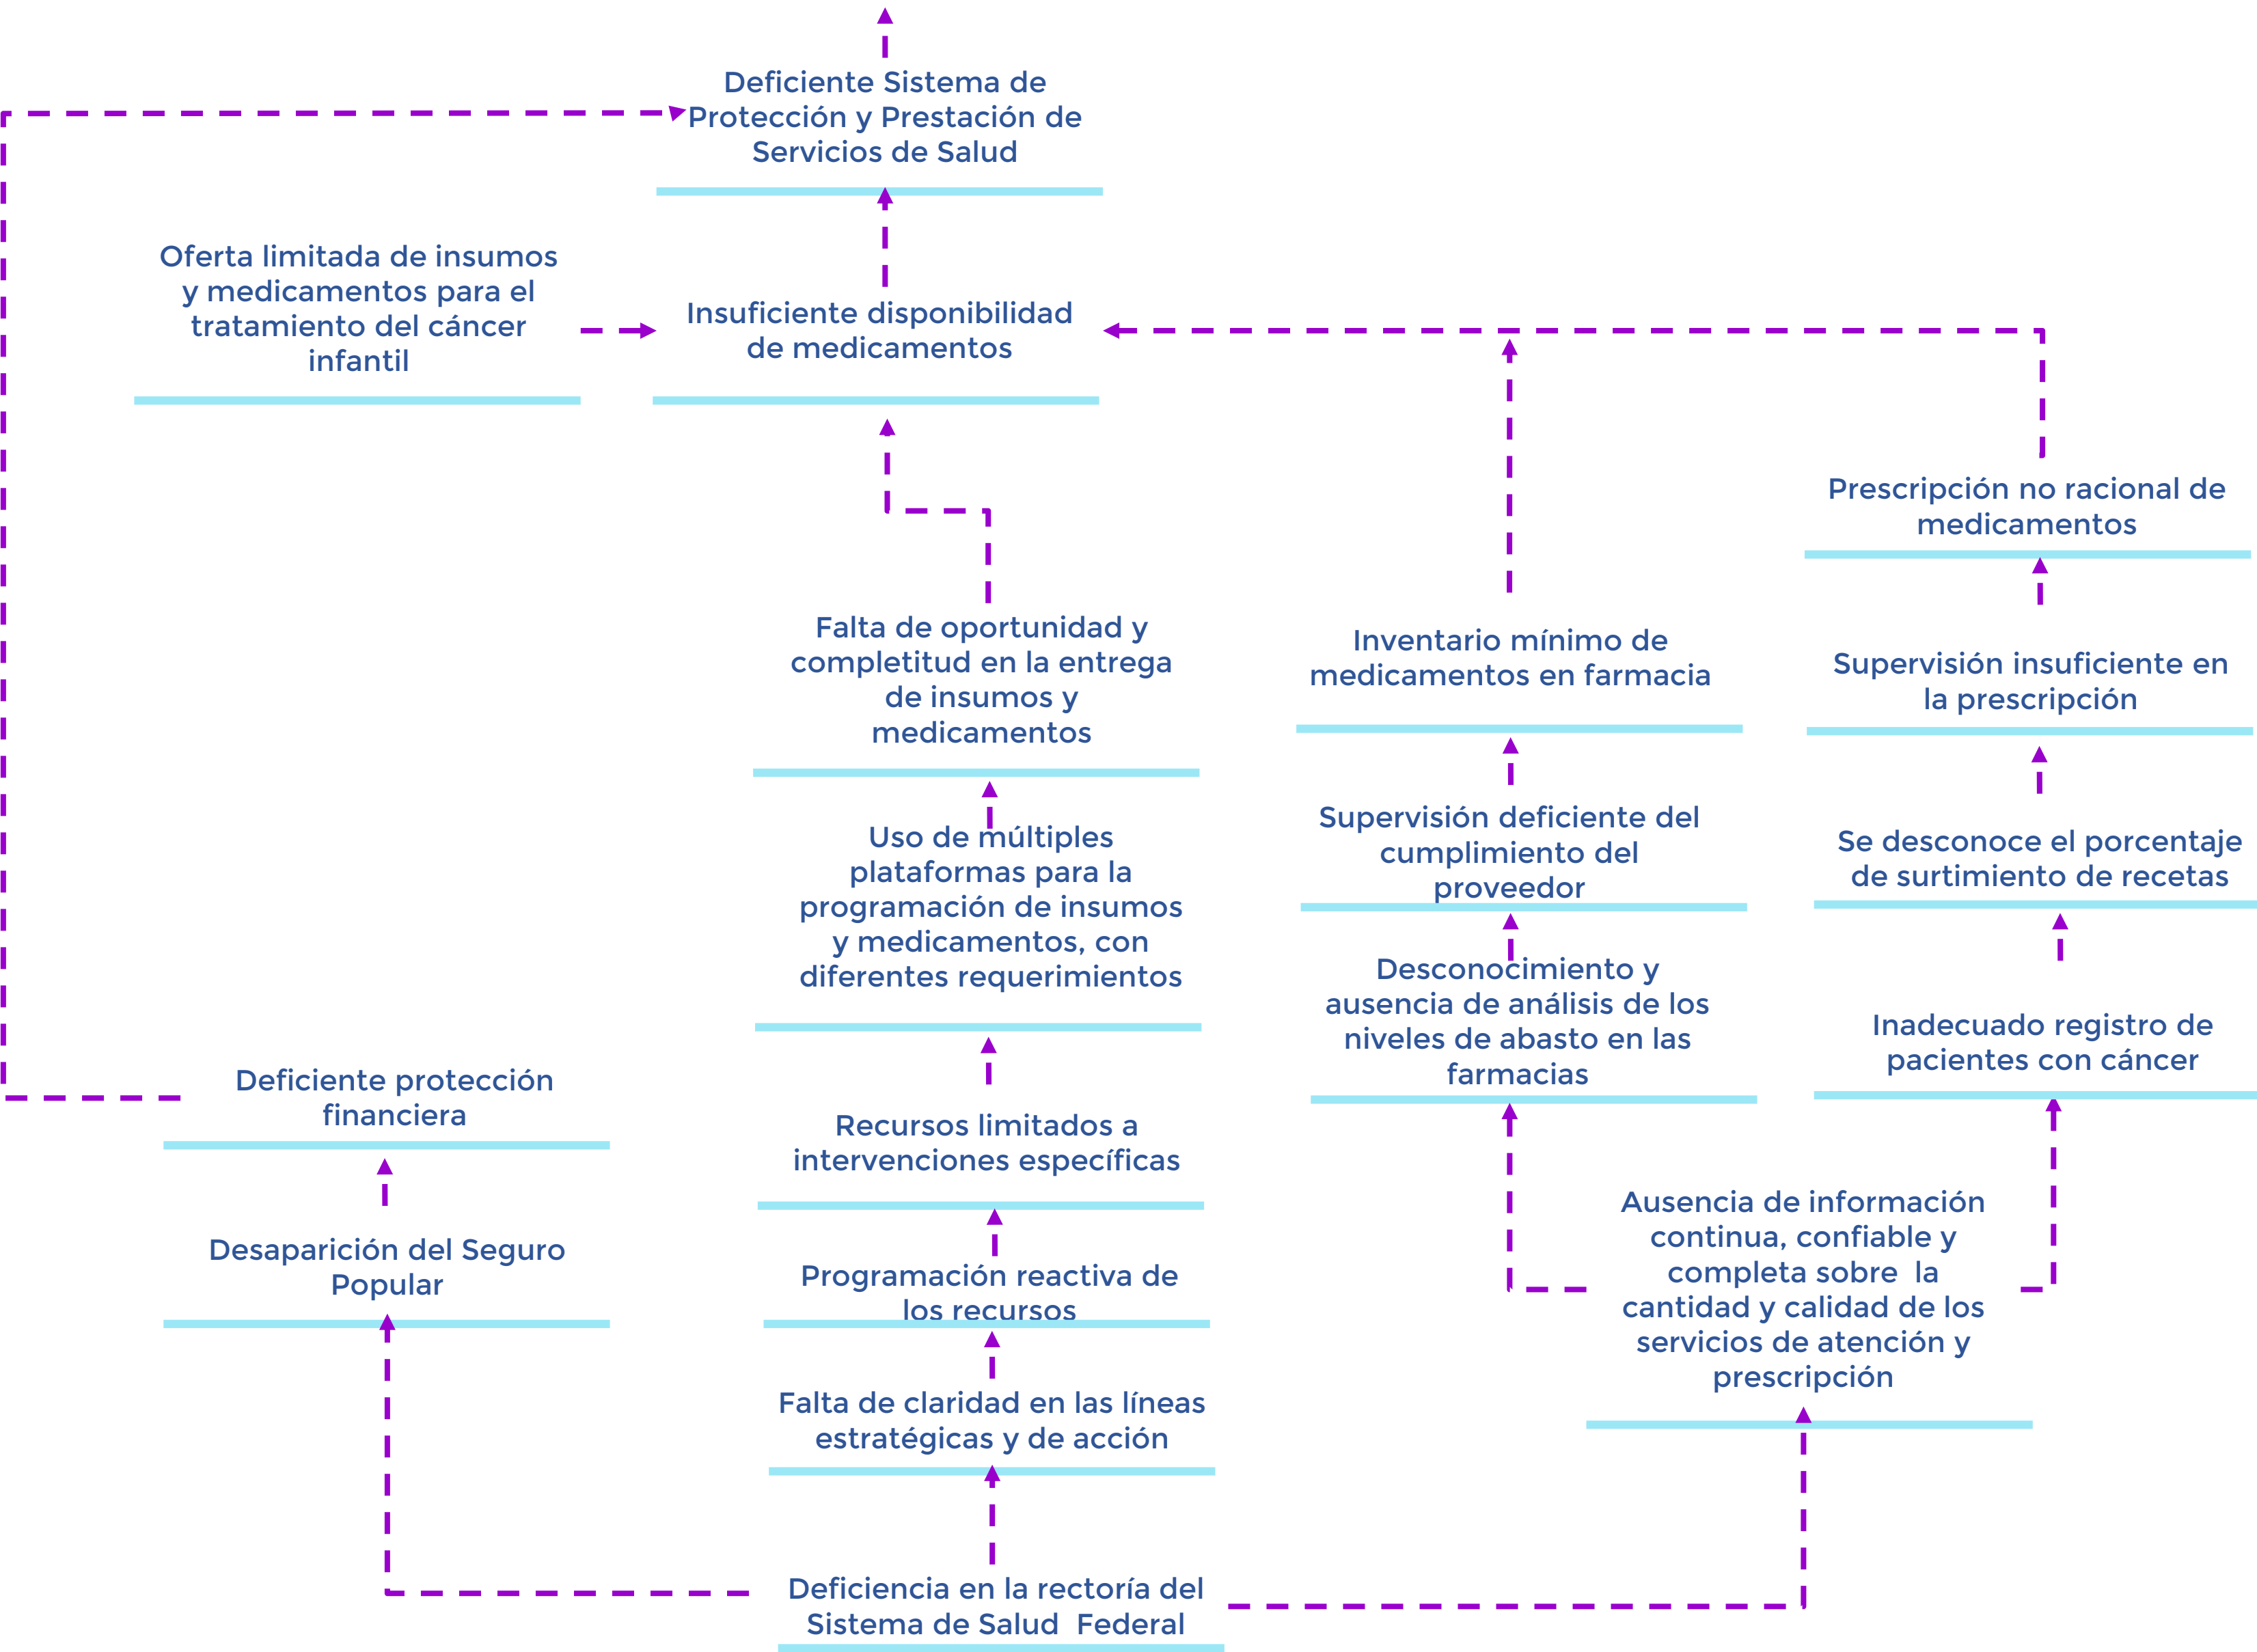 Deficiente Sistema de
Protección y Prestación de
Servicios de Salud
Oferta limitada de insumos
y medicamentos para el
tratamiento del cáncer
infantil
Insuficiente disponibilidad
de medicamentos
Prescripción no racional de
medicamentos
Falta de oportunidad y
completitud en la entrega
de insumos y
medicamentos
Inventario mínimo de
medicamentos en farmacia
Supervisión insuficiente en
la prescripción
Uso de múltiples
plataformas para la
programación de insumos
y medicamentos, con
diferentes requerimientos
Supervisión deficiente del
cumplimiento del
proveedor
Se desconoce el porcentaje
de surtimiento de recetas
Desconocimiento y
ausencia de análisis de los
niveles de abasto en las
farmacias
Inadecuado registro de
pacientes con cáncer
Deficiente protección
financiera
Recursos limitados a
intervenciones específicas
Ausencia de información
continua, confiable y
completa sobre  la
cantidad y calidad de los
servicios de atención y
prescripción
Desaparición del Seguro
Popular
Programación reactiva de
los recursos
Falta de claridad en las líneas
estratégicas y de acción
Deficiencia en la rectoría del
Sistema de Salud  Federal